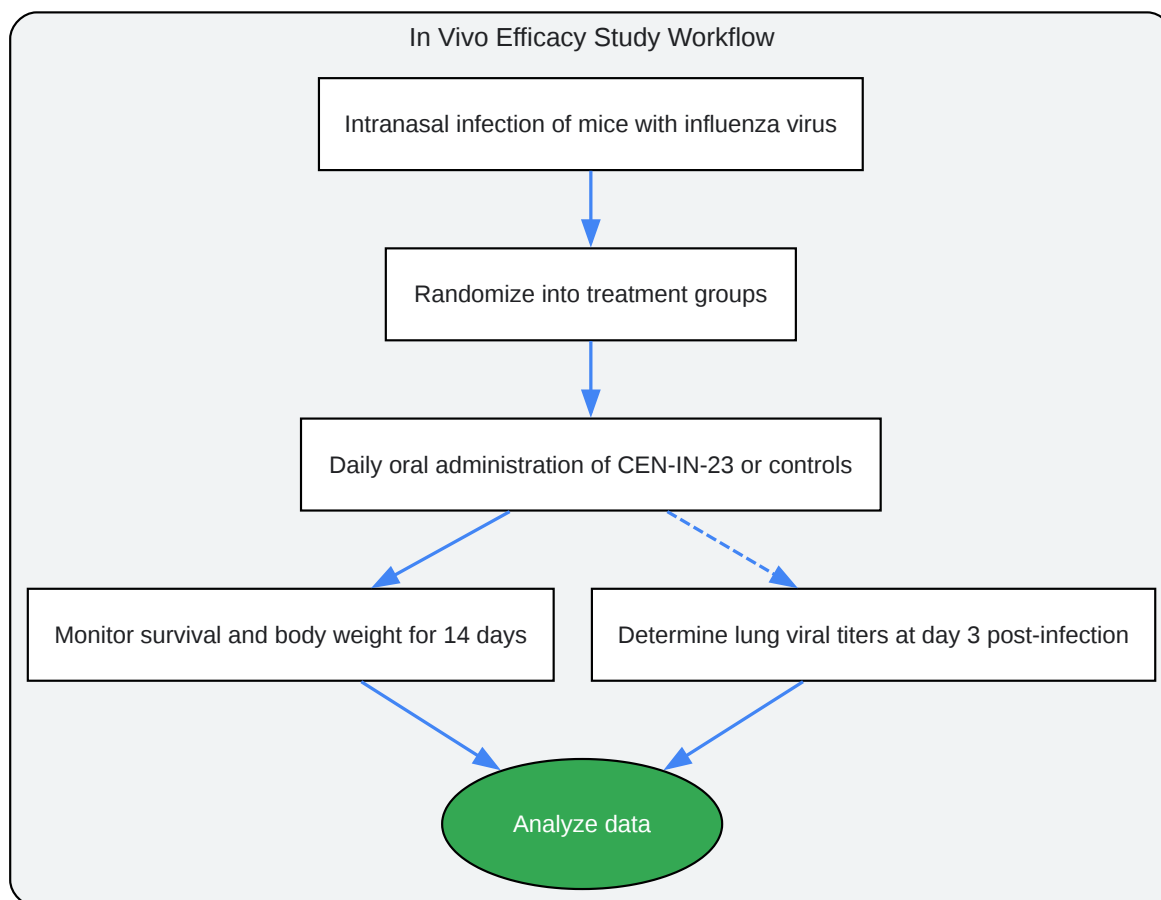 In Vivo Efficacy Study Workflow
Intranasal infection of mice with influenza virus
Randomize into treatment groups
Daily oral administration of CEN-IN-23 or controls
Monitor survival and body weight for 14 days
Determine lung viral titers at day 3 post-infection
Analyze data